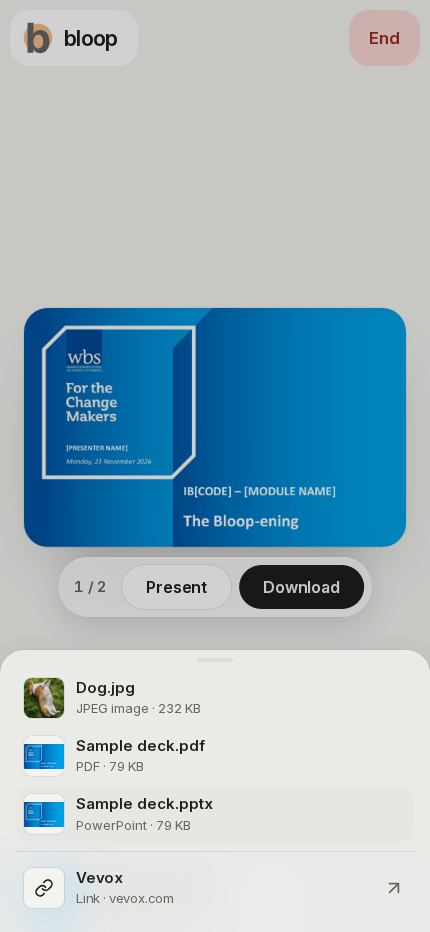 b bloop
End
wbs
For the
Change
Makers
[PRESENTER NAME]
Monday, 23 November 2026
IB[CODE] – [MODULE NAME]
The Bloop-ening
1 / 2
Present
Download
Dog.jpg
JPEG image · 232 KB
Sample deck.pdf
PDF · 79 KB
Sample deck.pptx
PowerPoint · 79 KB
Vevox
Link · vevox.com